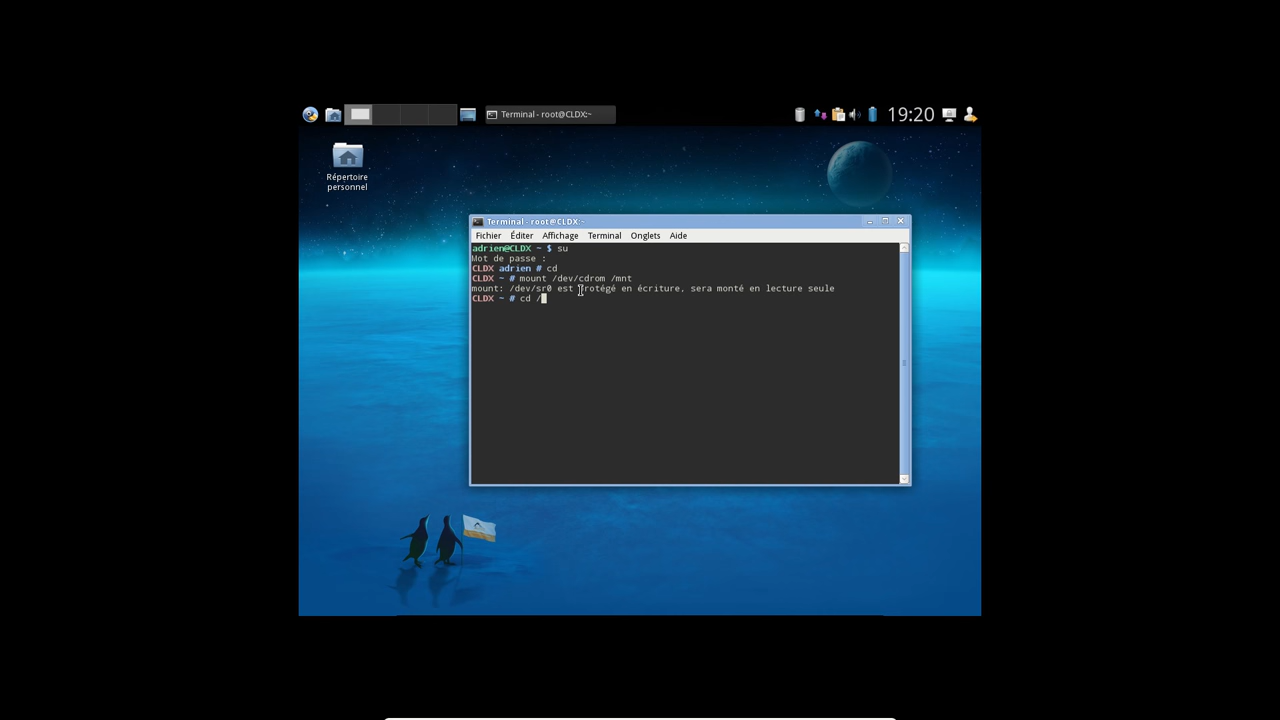 Terminal - root@CLDX:~
19:20
Répertoire
personnel
Terminal - root@CLDX:~
Fichier Éditer Affichage Terminal Onglets Aide
adrien@CLDX ~ $ su
Mot de passe :
CLDX adrien # cd
CLDX ~ # mount /dev/cdrom /mnt
mount: /dev/sr0 est protégé en écriture, sera monté en lecture seule
CLDX ~ # cd /